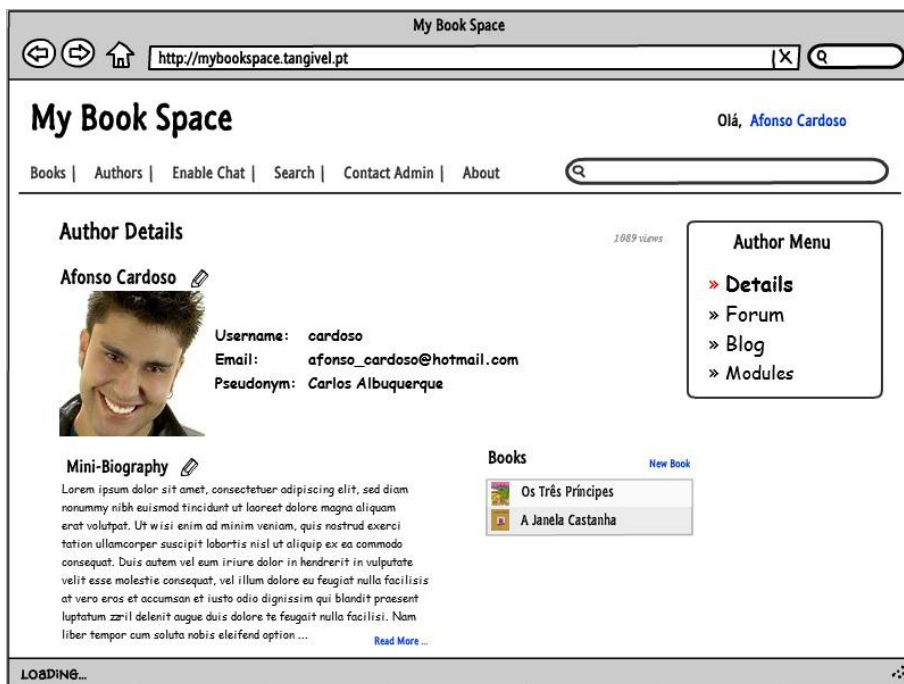 My Book Space
http://mybookspace.tangivel.pt
X
My Book Space
Olá, Afonso Cardoso
Books | Authors | Enable Chat | Search | Contact Admin | About
Author Details
1089 views
Afonso Cardoso
Username: cardoso
Email: afonso_cardoso@hotmail.com
Pseudonym: Carlos Albuquerque
Author Menu
» Details
» Forum
» Blog
» Modules
Mini-Biography
Lorem ipsum dolor sit amet, consectetuer adipiscing elit, sed diam
nonummy nibh euismod tincidunt ut laoreet dolore magna aliquam
erat volutpat. Ut wisi enim ad minim veniam, quis nostrud exerci
tation ullamcorper suscipit lobortis nisl ut aliquip ex ea commodo
consequat. Duis autem vel eum iriure dolor in hendrerit in vulputate
velit esse molestie consequat, vel illum dolore eu feugiat nulla facilisis
at vero eros et accumsan et iusto odio dignissim qui blandit praesent
luptatum zzril delenit augue duis dolore te feugait nulla facilisi. Nam
liber tempor cum soluta nobis eleifend option ...
Read More ...
Books
New Book
Os Três Príncipes
A Janela Castanha
LOADING...